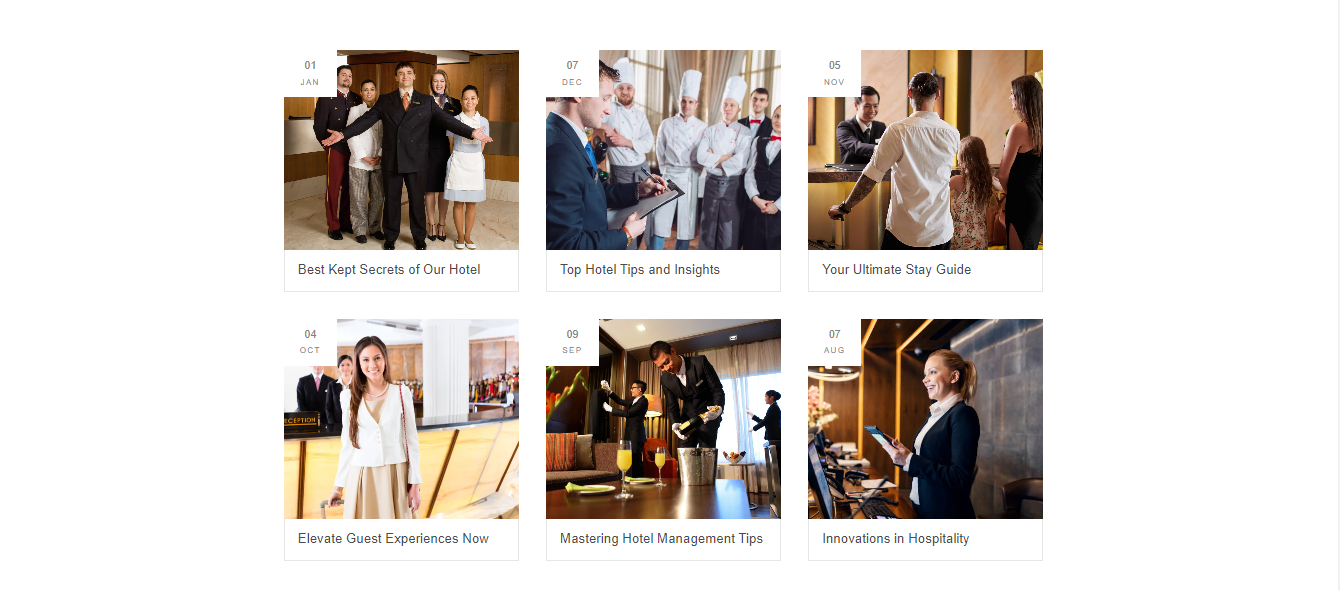 01
JAN
Best Kept Secrets of Our Hotel
07
DEC
Top Hotel Tips and Insights
05
NOV
Your Ultimate Stay Guide
04
OCT
ECEPTION
Elevate Guest Experiences Now
09
SEP
Mastering Hotel Management Tips
07
AUG
Innovations in Hospitality